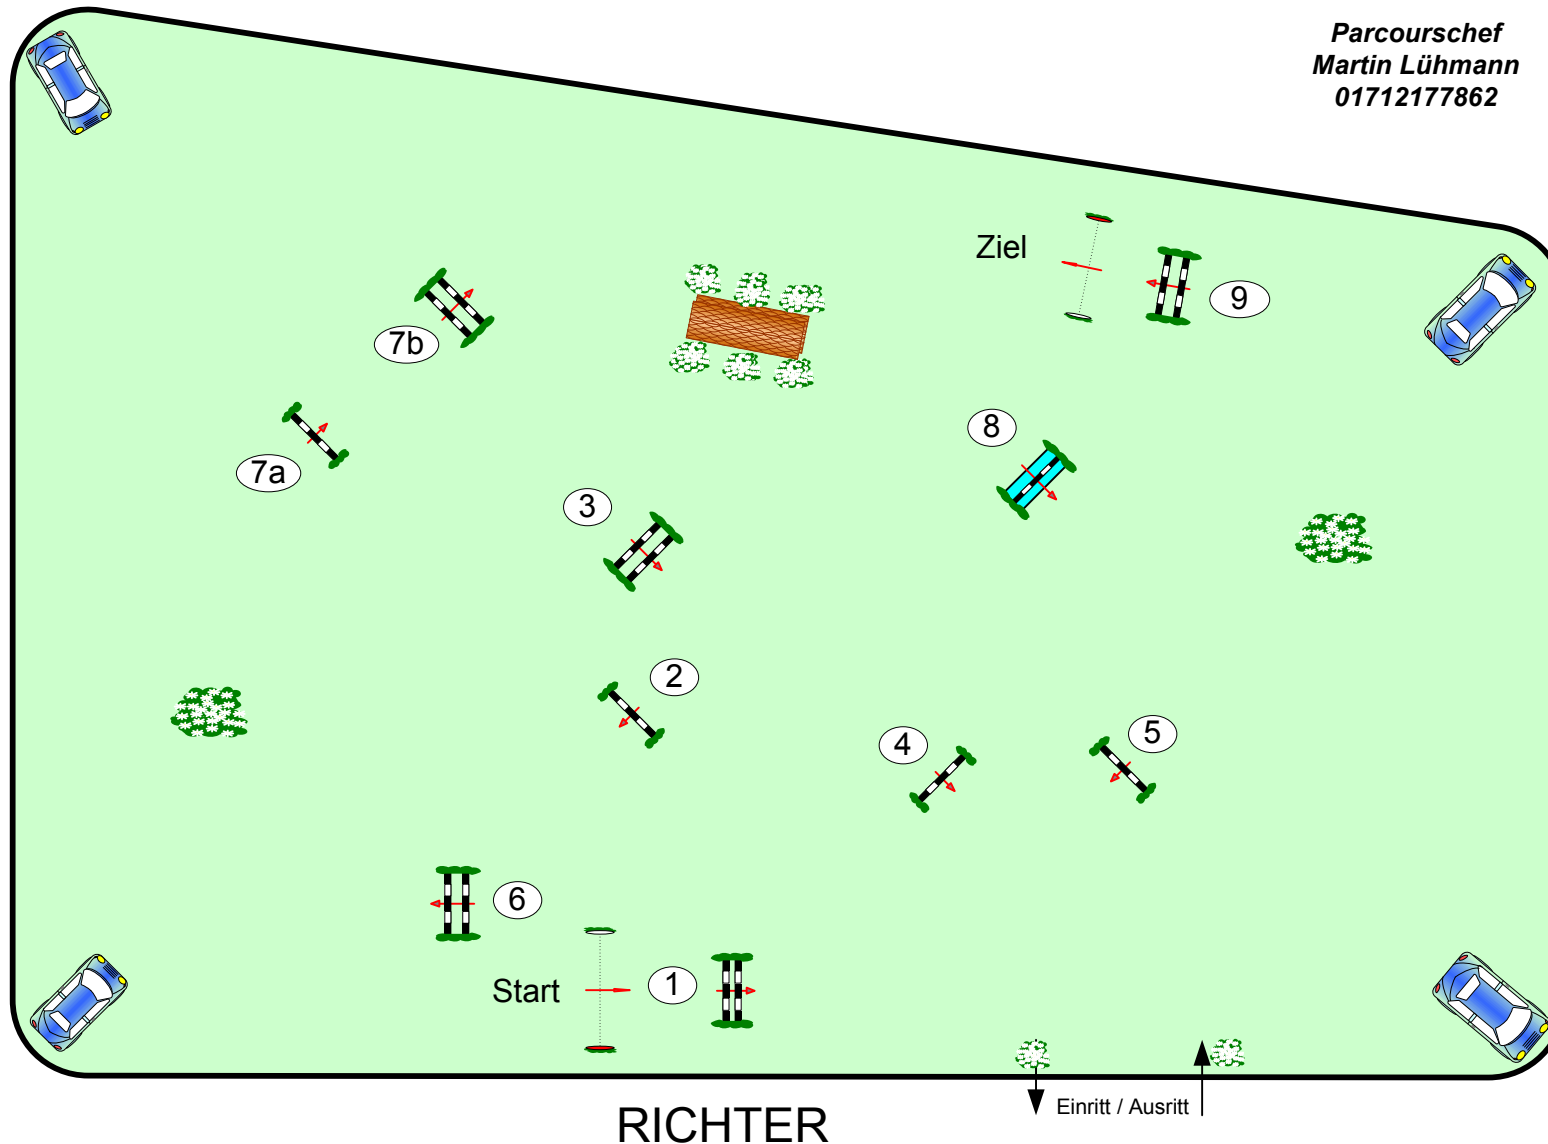 Parcourschef
Martin Lühmann
01712177862
Ziel
9
7b
8
7a
3
2
5
4
6
1
Start
Einritt / Ausritt
RICHTER